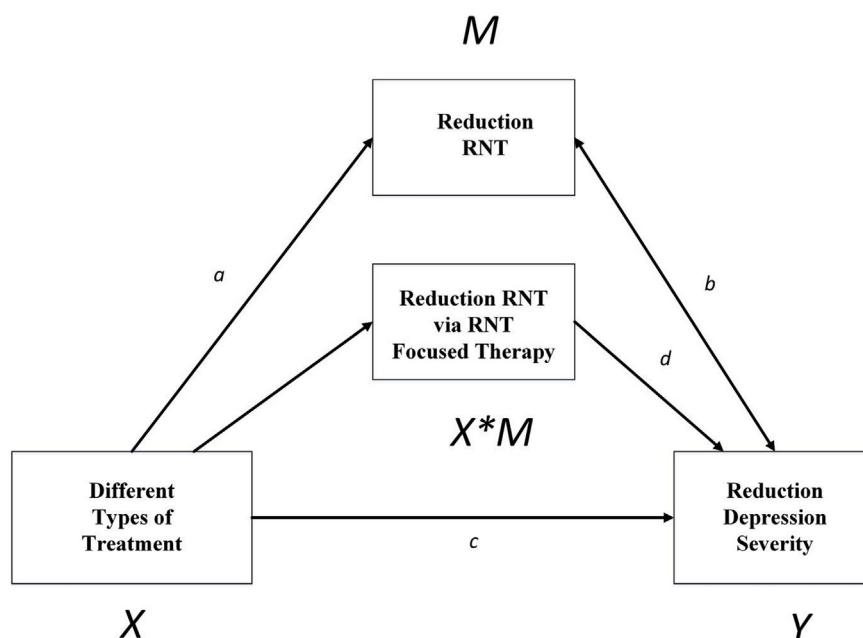 M
Reduction
RNT
a
b
Reduction RNT
via RNT
Focused Therapy
d
X*M
Different
Types of
Treatment
Reduction
Depression
Severity
c
X
Y